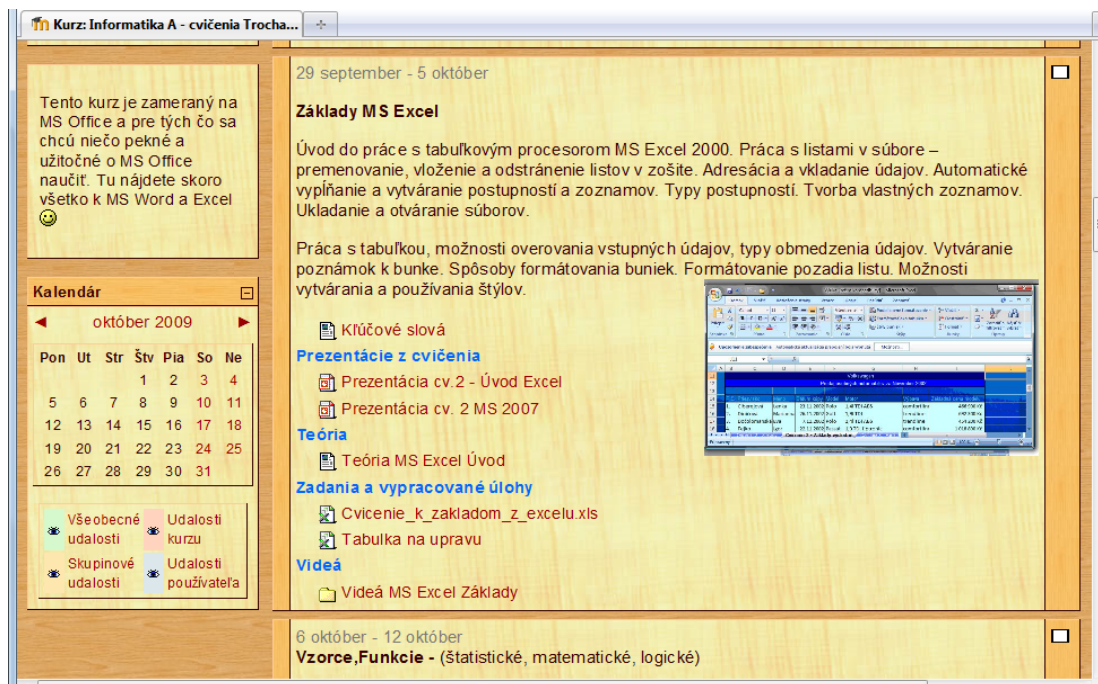 Kurz: Informatika A - cvičenia Trocha...
Tento kurz je zameraný na
MS Office a pre tých čo sa
chcú niečo pekné a
užitočné o MS Office
naučiť. Tu nájdete skoro
všetko k MS Word a Excel
Kalendár
◄ október 2009 ►
Pon Ut Str Štv Pia So Ne
1 2 3 4
5 6 7 8 9 10 11
12 13 14 15 16 17 18
19 20 21 22 23 24 25
26 27 28 29 30 31
Všeobecné udalosti
Udalosti kurzu
Skupinové udalosti
Udalosti používateľa
29 september - 5 október
Základy MS Excel
Úvod do práce s tabuľkovým procesorom MS Excel 2000. Práca s listami v súbore –
premenovanie, vloženie a odstránenie listov v zošite. Adresácia a vkladanie údajov. Automatické
vypĺňanie a vytváranie postupností a zoznamov. Typy postupností. Tvorba vlastných zoznamov.
Ukladanie a otváranie súborov.
Práca s tabuľkou, možnosti overovania vstupných údajov, typy obmedzenia údajov. Vytváranie
poznámok k bunke. Spôsoby formátovania buniek. Formátovanie pozadia listu. Možnosti
vytvárania a používania štýlov.
Kľúčové slová
Prezentácie z cvičenia
Prezentácia cv.2 - Úvod Excel
Prezentácia cv. 2 MS 2007
Teória
Teória MS Excel Úvod
Zadania a vypracované úlohy
Cvicenie_k_zakladom_z_excelu.xls
Tabulka na upravu
Videá
Videá MS Excel Základy
6 október - 12 október
Vzorce,Funkcie - (štatistické, matematické, logické)